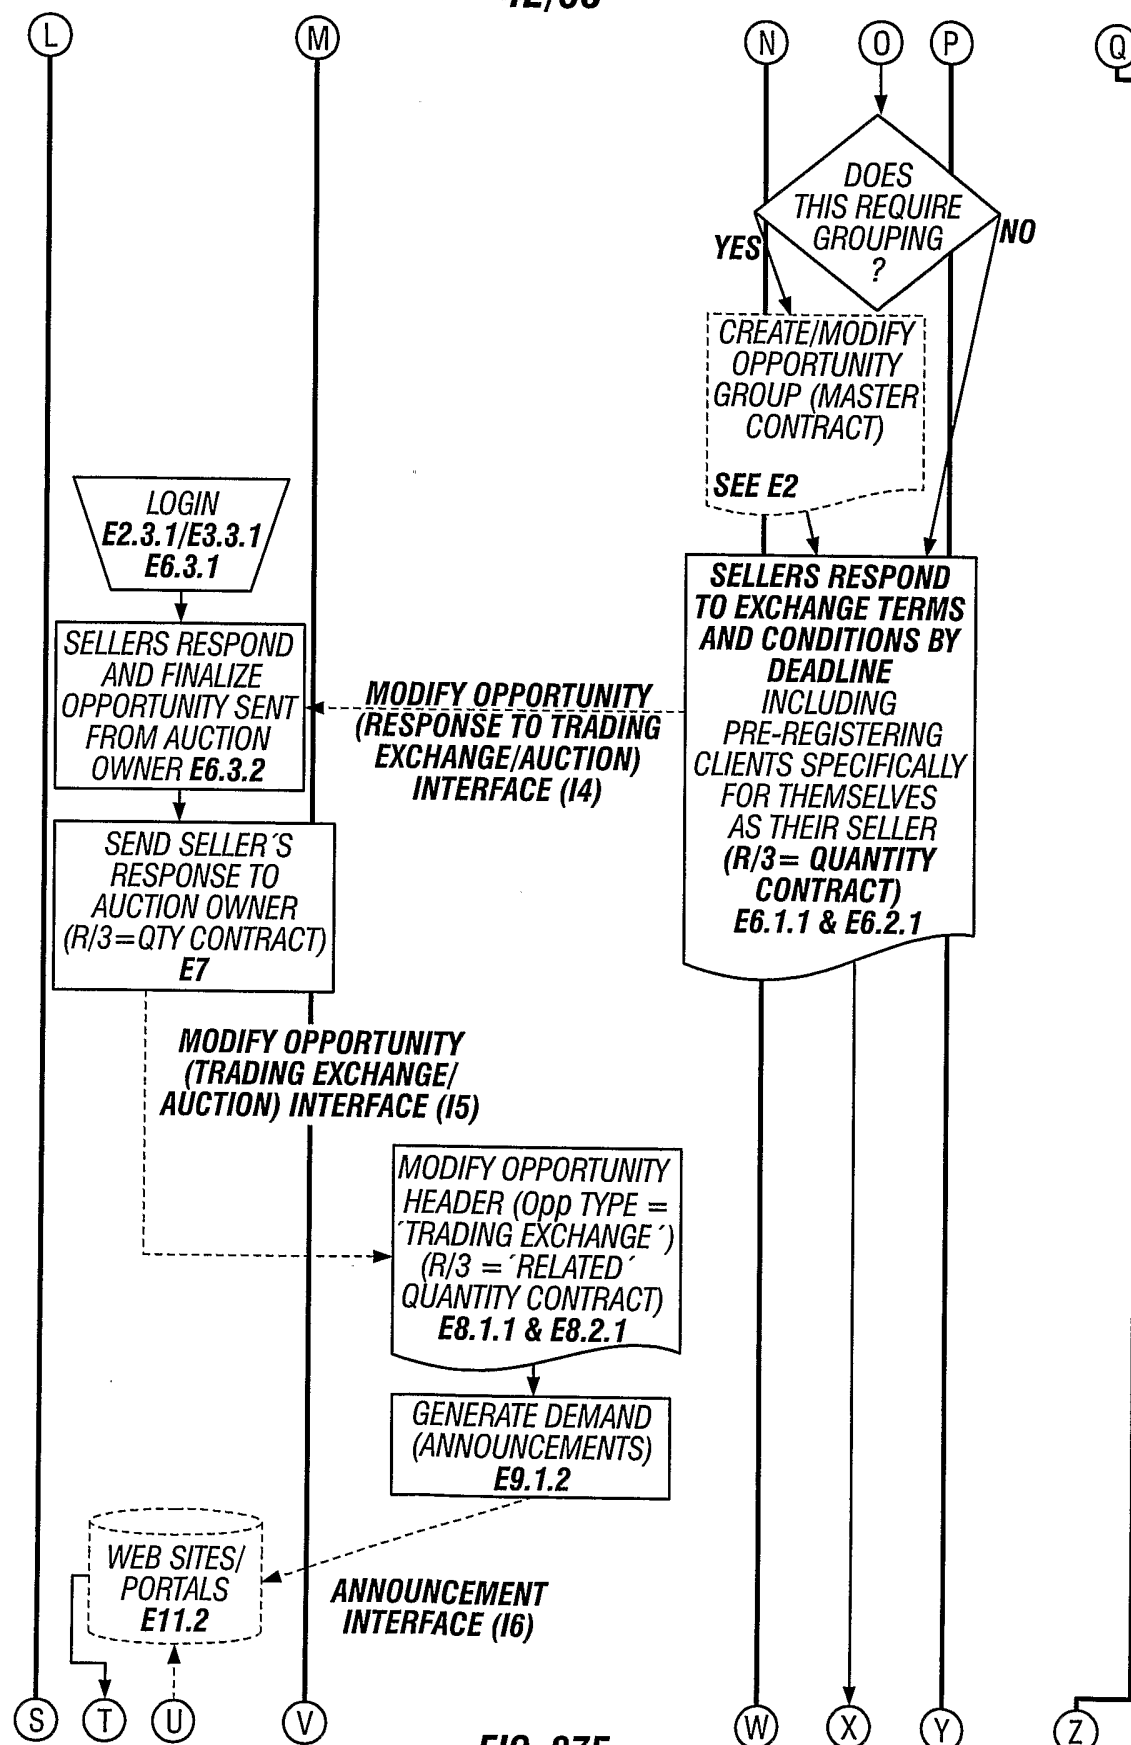 L
M
N
O
P
Q
DOES
THIS REQUIRE
GROUPING
?
YES
NO
CREATE/MODIFY
OPPORTUNITY
GROUP (MASTER
CONTRACT)
SEE E2
LOGIN
E2.3.1/E3.3.1
E6.3.1
SELLERS RESPOND
AND FINALIZE
OPPORTUNITY SENT
FROM AUCTION
OWNER E6.3.2
MODIFY OPPORTUNITY
(RESPONSE TO TRADING
EXCHANGE/AUCTION)
INTERFACE (I4)
SELLERS RESPOND
TO EXCHANGE TERMS
AND CONDITIONS BY
DEADLINE
INCLUDING
PRE-REGISTERING
CLIENTS SPECIFICALLY
FOR THEMSELVES
AS THEIR SELLER
(R/3= QUANTITY
CONTRACT)
E6.1.1 & E6.2.1
SEND SELLER´S
RESPONSE TO
AUCTION OWNER
(R/3=QTY CONTRACT)
E7
MODIFY OPPORTUNITY
(TRADING EXCHANGE/
AUCTION) INTERFACE (I5)
MODIFY OPPORTUNITY
HEADER (Opp TYPE =
´TRADING EXCHANGE´)
(R/3 = ´RELATED´
QUANTITY CONTRACT)
E8.1.1 & E8.2.1
GENERATE DEMAND
(ANNOUNCEMENTS)
E9.1.2
WEB SITES/
PORTALS
E11.2
ANNOUNCEMENT
INTERFACE (I6)
S
T
U
V
W
X
Y
Z